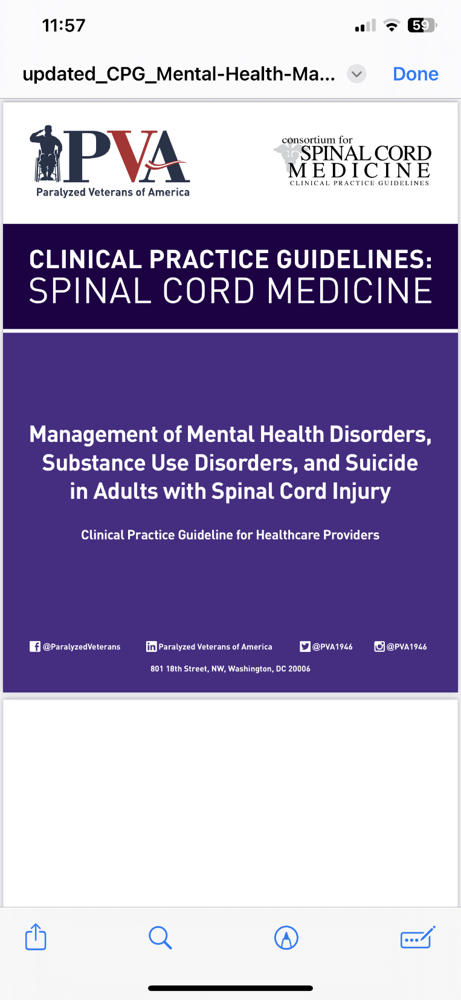 11:57
59
updated_CPG_Mental-Health-Ma...
Done
PVA
Paralyzed Veterans of America
consortium for
SPINAL CORD
MEDICINE
CLINICAL PRACTICE GUIDELINES
CLINICAL PRACTICE GUIDELINES:
SPINAL CORD MEDICINE
Management of Mental Health Disorders,
Substance Use Disorders, and Suicide
in Adults with Spinal Cord Injury
Clinical Practice Guideline for Healthcare Providers
@ParalyzedVeterans
Paralyzed Veterans of America
@PVA1946
@PVA1946
801 18th Street, NW, Washington, DC 20006